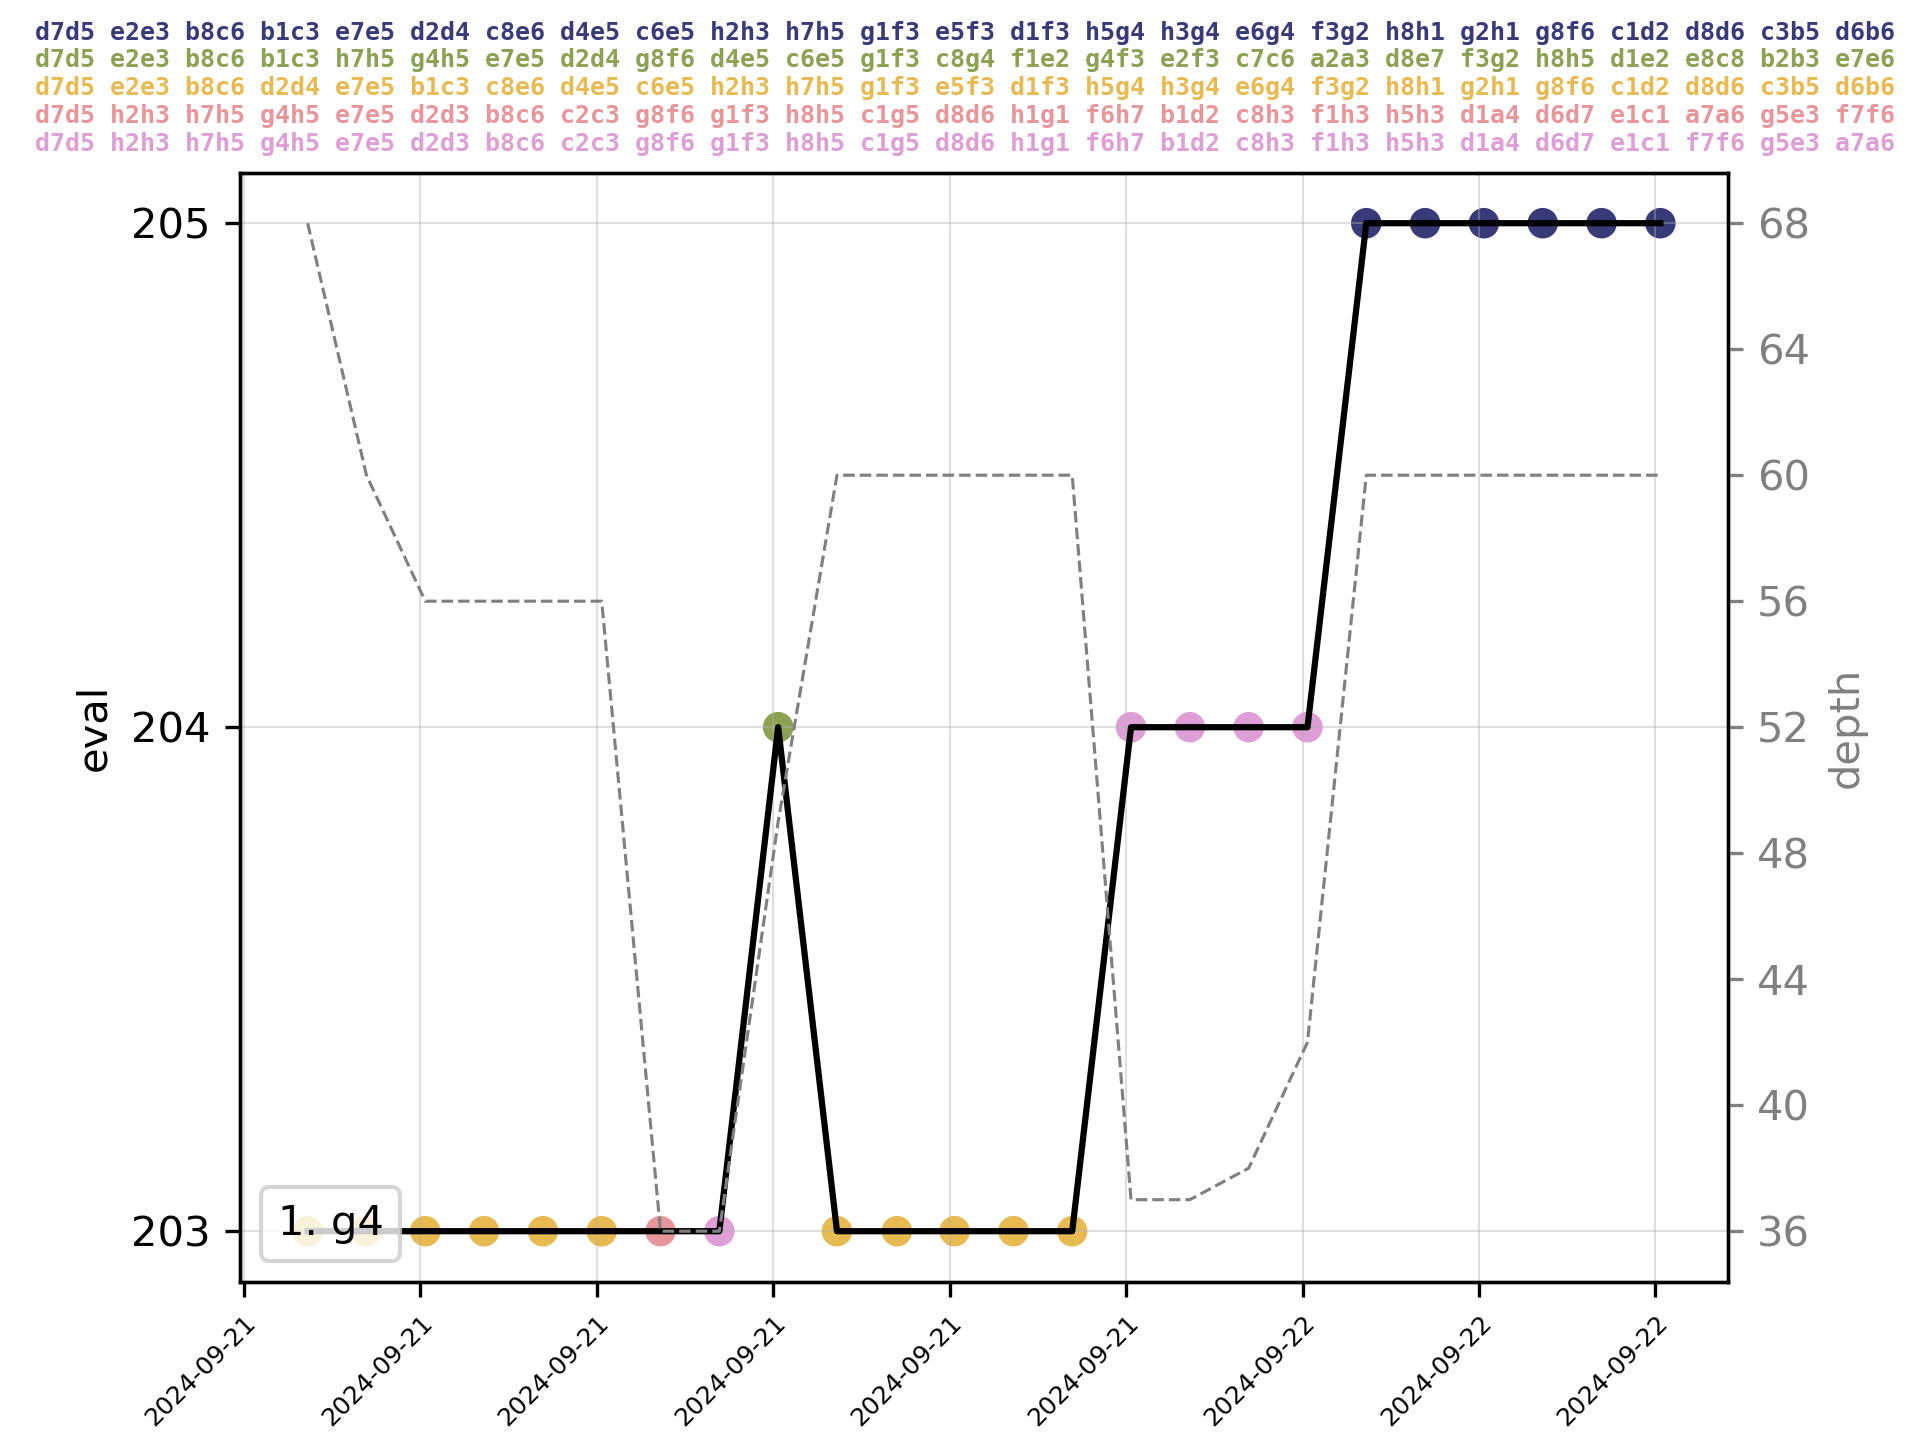 d7d5 e2e3 b8c6 b1c3 e7e5 d2d4 c8e6 d4e5 c6e5 h2h3 h7h5 g1f3 e5f3 d1f3 h5g4 h3g4 e6g4 f3g2 h8h1 g2h1 g8f6 c1d2 d8d6 c3b5 d6b6
d7d5 e2e3 b8c6 b1c3 h7h5 g4h5 e7e5 d2d4 g8f6 d4e5 c6e5 g1f3 c8g4 f1e2 g4f3 e2f3 c7c6 a2a3 d8e7 f3g2 h8h5 d1e2 e8c8 b2b3 e7e6
d7d5 e2e3 b8c6 d2d4 e7e5 b1c3 c8e6 d4e5 c6e5 h2h3 h7h5 g1f3 e5f3 d1f3 h5g4 h3g4 e6g4 f3g2 h8h1 g2h1 g8f6 c1d2 d8d6 c3b5 d6b6
d7d5 h2h3 h7h5 g4h5 e7e5 d2d3 b8c6 c2c3 g8f6 g1f3 h8h5 c1g5 d8d6 h1g1 f6h7 b1d2 c8h3 f1h3 h5h3 d1a4 d6d7 e1c1 a7a6 g5e3 f7f6
d7d5 h2h3 h7h5 g4h5 e7e5 d2d3 b8c6 c2c3 g8f6 g1f3 h8h5 c1g5 d8d6 h1g1 f6h7 b1d2 c8h3 f1h3 h5h3 d1a4 d6d7 e1c1 f7f6 g5e3 a7a6
205
204
203
eval
68
64
60
56
52
48
44
40
36
depth
1. g4
2024-09-21
2024-09-21
2024-09-21
2024-09-21
2024-09-21
2024-09-21
2024-09-22
2024-09-22
2024-09-22